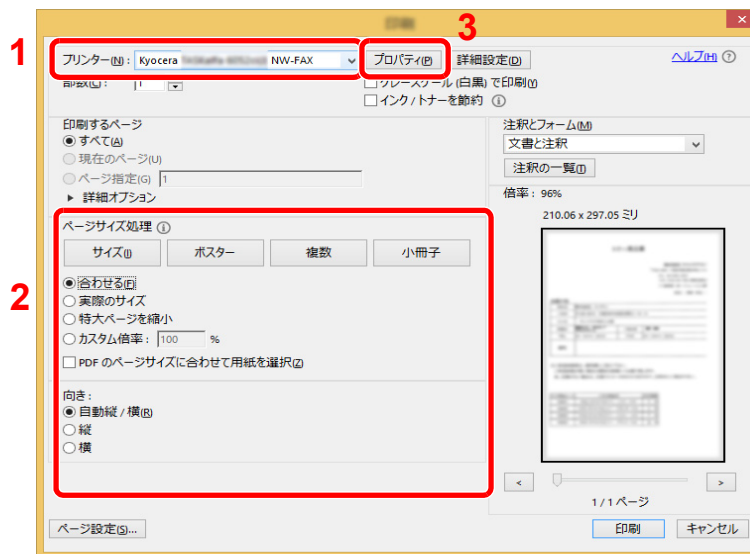 印刷
×
1
3
プリンター(N): Kyocera NW-FAX プロパティ(P) 詳細設定(D) ヘルプ(H) ?
部数(C): 1 グレースケール (白黒) で印刷(Y)
インク / トナーを節約
印刷するページ
すべて(A)
現在のページ(U)
ページ指定(G) 1
詳細オプション
注釈とフォーム(M)
文書と注釈
注釈の一覧(T)
倍率: 96%
210.06 x 297.05 ミリ
2
ページサイズ処理
サイズ(I) ポスター 複数 小冊子
合わせる(F)
実際のサイズ
特大ページを縮小
カスタム倍率: 100 %
PDF のページサイズに合わせて用紙を選択(Z)
向き:
自動縦 / 横(R)
縦
横
< >
1 / 1 ページ
ページ設定(S)... 印刷 キャンセル